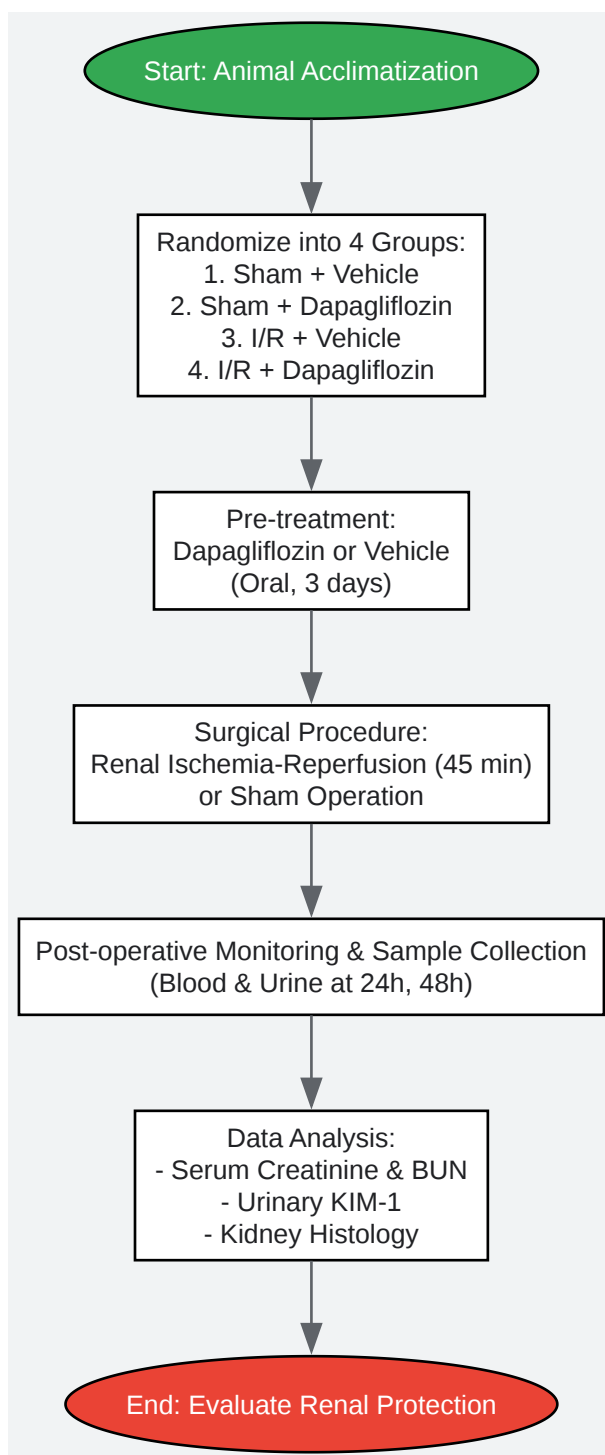 Start: Animal Acclimatization
Randomize into 4 Groups:
1. Sham + Vehicle
2. Sham + Dapagliflozin
3. I/R + Vehicle
4. I/R + Dapagliflozin
Pre-treatment:
Dapagliflozin or Vehicle
(Oral, 3 days)
Surgical Procedure:
Renal Ischemia-Reperfusion (45 min)
or Sham Operation
Post-operative Monitoring & Sample Collection
(Blood & Urine at 24h, 48h)
Data Analysis:
- Serum Creatinine & BUN
- Urinary KIM-1
- Kidney Histology
End: Evaluate Renal Protection